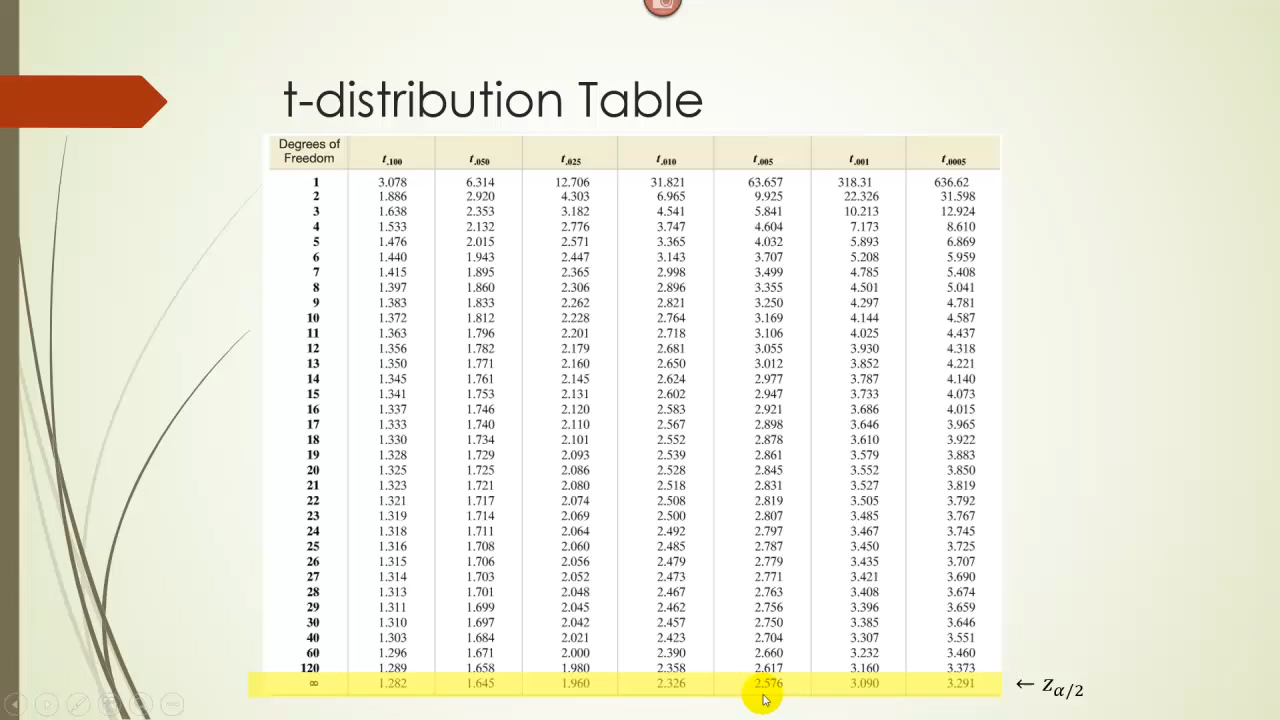 t-distribution Table
Degrees of Freedom t.100 t.050 t.025 t.010 t.005 t.001 t.0005
1 3.078 6.314 12.706 31.821 63.657 318.31 636.62
2 1.886 2.920 4.303 6.965 9.925 22.326 31.598
3 1.638 2.353 3.182 4.541 5.841 10.213 12.924
4 1.533 2.132 2.776 3.747 4.604 7.173 8.610
5 1.476 2.015 2.571 3.365 4.032 5.893 6.869
6 1.440 1.943 2.447 3.143 3.707 5.208 5.959
7 1.415 1.895 2.365 2.998 3.499 4.785 5.408
8 1.397 1.860 2.306 2.896 3.355 4.501 5.041
9 1.383 1.833 2.262 2.821 3.250 4.297 4.781
10 1.372 1.812 2.228 2.764 3.169 4.144 4.587
11 1.363 1.796 2.201 2.718 3.106 4.025 4.437
12 1.356 1.782 2.179 2.681 3.055 3.930 4.318
13 1.350 1.771 2.160 2.650 3.012 3.852 4.221
14 1.345 1.761 2.145 2.624 2.977 3.787 4.140
15 1.341 1.753 2.131 2.602 2.947 3.733 4.073
16 1.337 1.746 2.120 2.583 2.921 3.686 4.015
17 1.333 1.740 2.110 2.567 2.898 3.646 3.965
18 1.330 1.734 2.101 2.552 2.878 3.610 3.922
19 1.328 1.729 2.093 2.539 2.861 3.579 3.883
20 1.325 1.725 2.086 2.528 2.845 3.552 3.850
21 1.323 1.721 2.080 2.518 2.831 3.527 3.819
22 1.321 1.717 2.074 2.508 2.819 3.505 3.792
23 1.319 1.714 2.069 2.500 2.807 3.485 3.767
24 1.318 1.711 2.064 2.492 2.797 3.467 3.745
25 1.316 1.708 2.060 2.485 2.787 3.450 3.725
26 1.315 1.706 2.056 2.479 2.779 3.435 3.707
27 1.314 1.703 2.052 2.473 2.771 3.421 3.690
28 1.313 1.701 2.048 2.467 2.763 3.408 3.674
29 1.311 1.699 2.045 2.462 2.756 3.396 3.659
30 1.310 1.697 2.042 2.457 2.750 3.385 3.646
40 1.303 1.684 2.021 2.423 2.704 3.307 3.551
60 1.296 1.671 2.000 2.390 2.660 3.232 3.460
120 1.289 1.658 1.980 2.358 2.617 3.160 3.373
∞ 1.282 1.645 1.960 2.326 2.576 3.090 3.291 ← zα/2